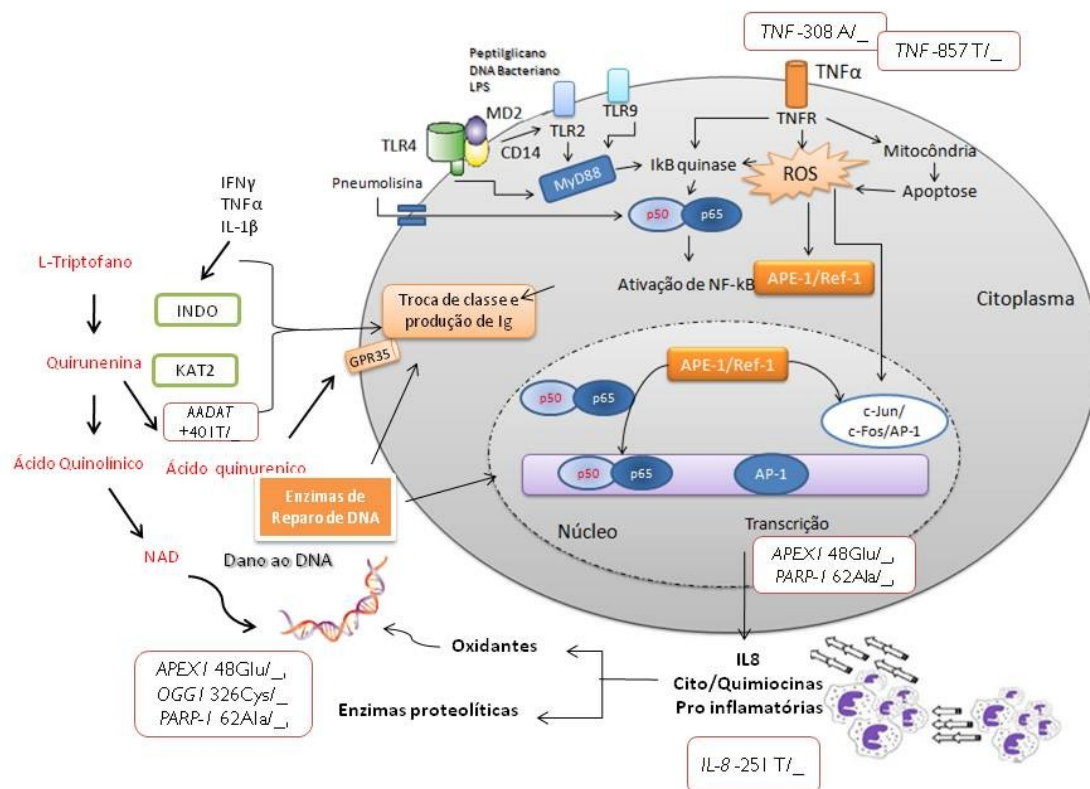 TNF-308 A/_
TNF-857 T/_
TNFα
Peptilglicano
DNA Bacteriano
LPS
MD2
TLR4
CD14
TLR2
TLR9
TNFR
MyD88
IkB quinase
ROS
Mitocôndria
Apoptose
Pneumolisína
p50
p65
IFNγ
TNFα
IL-1β
Ativação de NF-kB
APE-1/Ref-1
Citoplasma
L-Triptofano
INDO
Troca de classe e
produção de Ig
GPR35
Quirunenina
KAT2
APE-1/Ref-1
p50
p65
c-Jun/
c-Fos/AP-1
AADAT
+401T/_
p50
p65
AP-1
Ácido Quinolínico
Ácido quínurenico
Enzimas de
Reparo de DNA
Núcleo
Transcrição
APEX1 48Glu/_,
PARP-1 62Ala/_,
NAD
Dano ao DNA
Oxidantes
IL8
Cito/Quimiocinas
Pro inflamatórias
Enzimas proteolíticas
APEX1 48Glu/_,
OGG1 326Cys/_
PARP-1 62Ala/_,
IL-8 -251 T/_